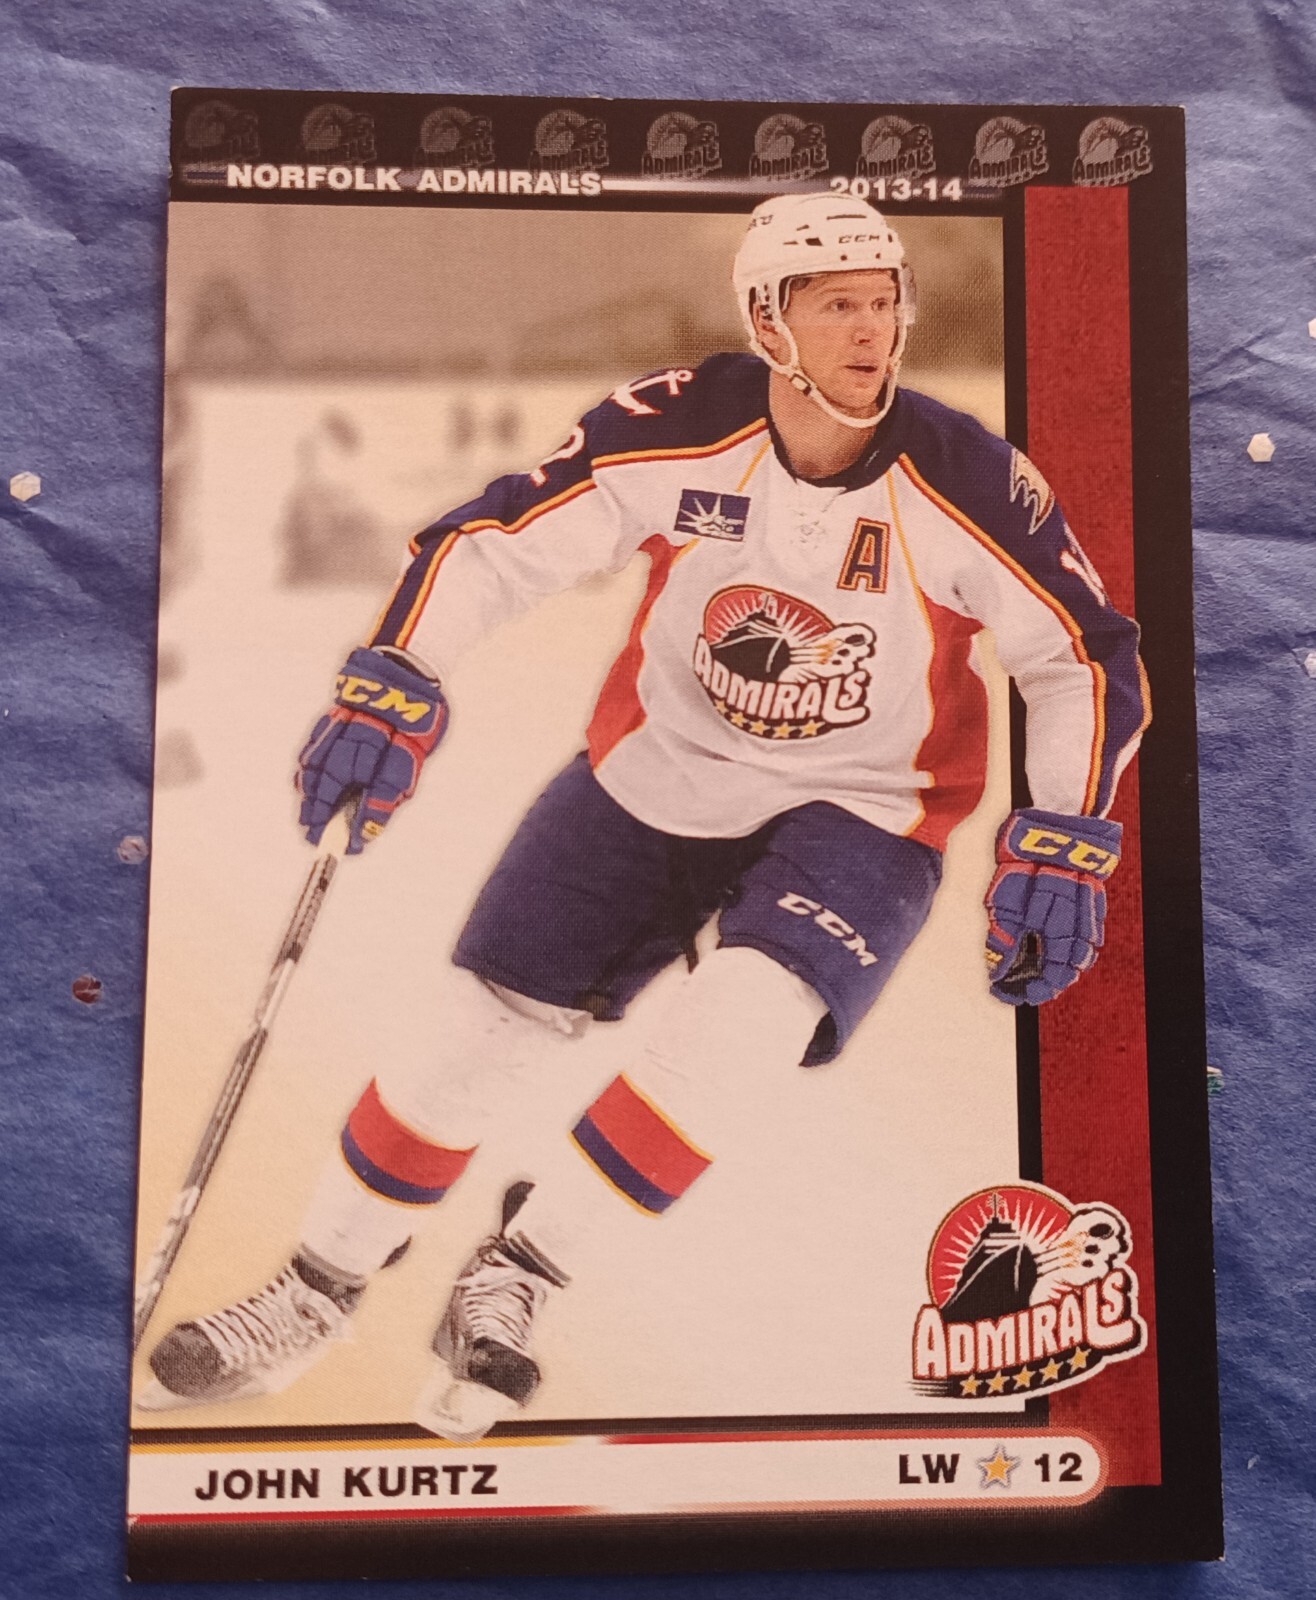 NORFOLK ADMIRALS 2013-14
CCM
A
ADMIRALS
CCM
CCM
CCM
ADMIRALS
JOHN KURTZ LW 12